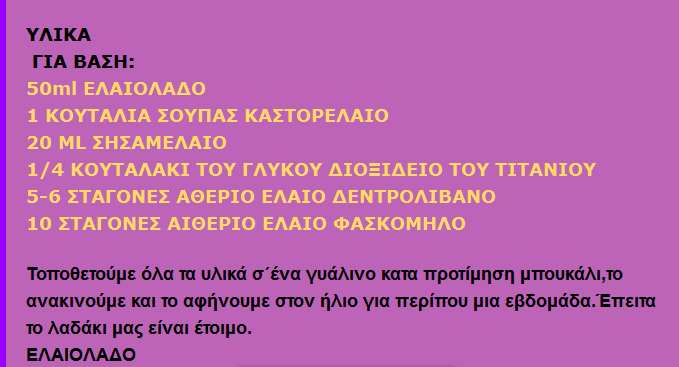 ΥΛΙΚΑ
ΓΙΑ ΒΑΣΗ:
50ml ΕΛΑΙΟΛΑΔΟ
1 ΚΟΥΤΑΛΙΑ ΣΟΥΠΑΣ ΚΑΣΤΟΡΕΛΑΙΟ
20 ML ΣΗΣΑΜΕΛΑΙΟ
1/4 ΚΟΥΤΑΛΑΚΙ ΤΟΥ ΓΛΥΚΟΥ ΔΙΟΞΙΔΕΙΟ ΤΟΥ ΤΙΤΑΝΙΟΥ
5-6 ΣΤΑΓΟΝΕΣ ΑΘΕΡΙΟ ΕΛΑΙΟ ΔΕΝΤΡΟΛΙΒΑΝΟ
10 ΣΤΑΓΟΝΕΣ ΑΙΘΕΡΙΟ ΕΛΑΙΟ ΦΑΣΚΟΜΗΛΟ
Τοποθετούμε όλα τα υλικά σ΄ένα γυάλινο κατα προτίμηση μπουκάλι,το
ανακινούμε και το αφήνουμε στον ήλιο για περίπου μια εβδομάδα.Έπειτα
το λαδάκι μας είναι έτοιμο.
ΕΛΑΙΟΛΑΔΟ